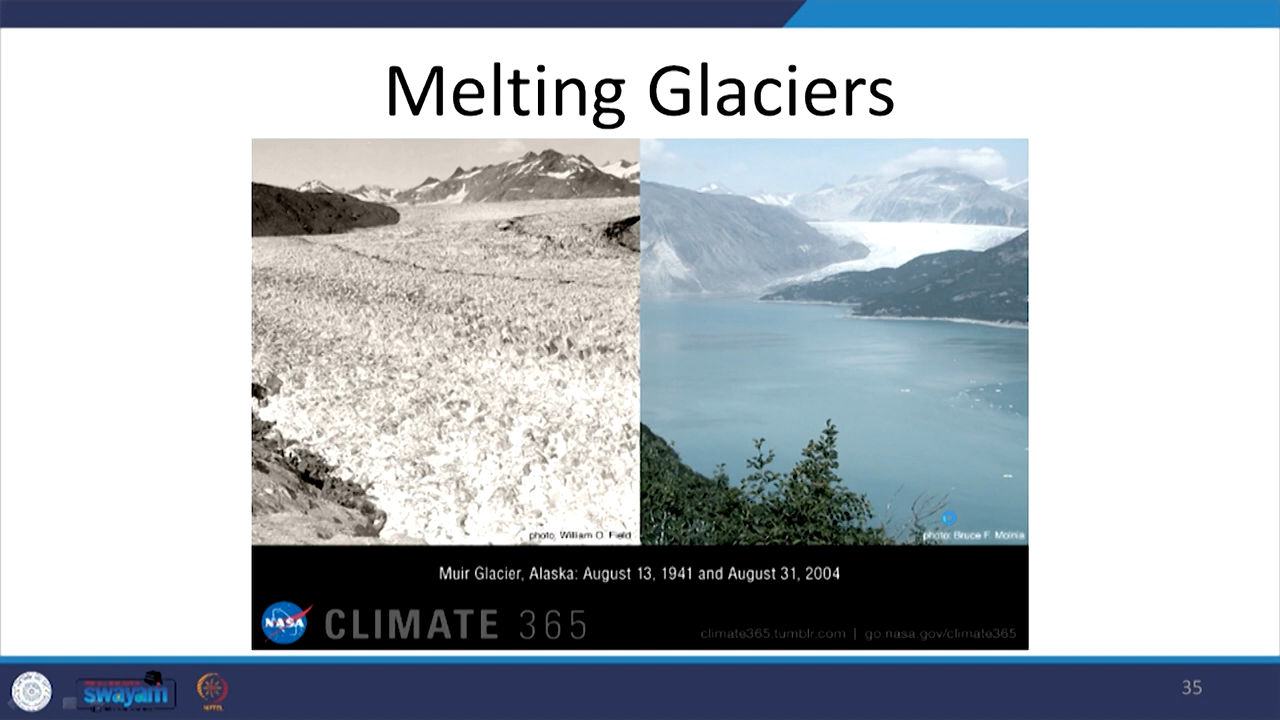 Melting Glaciers
photo: William O. Field
photo: Bruce F. Molnia
Muir Glacier, Alaska: August 13, 1941 and August 31, 2004
NASA
CLIMATE 365
climate365.tumblr.com | go.nasa.gov/climate365
swayam
35